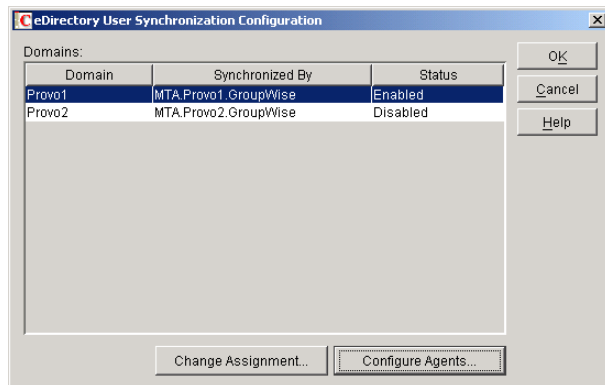 eDirectory User Synchronization Configuration
Domains:
Domain Synchronized By Status
Provo1 MTA.Provo1.GroupWise Enabled
Provo2 MTA.Provo2.GroupWise Disabled
OK
Cancel
Help
Change Assignment... Configure Agents...